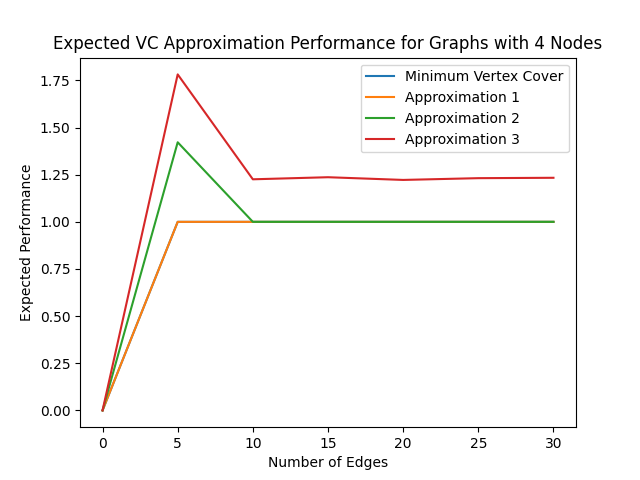 Expected VC Approximation Performance for Graphs with 4 Nodes
Minimum Vertex Cover
Approximation 1
Approximation 2
Approximation 3
Expected Performance
1.75
1.50
1.25
1.00
0.75
0.50
0.25
0.00
0 5 10 15 20 25 30
Number of Edges